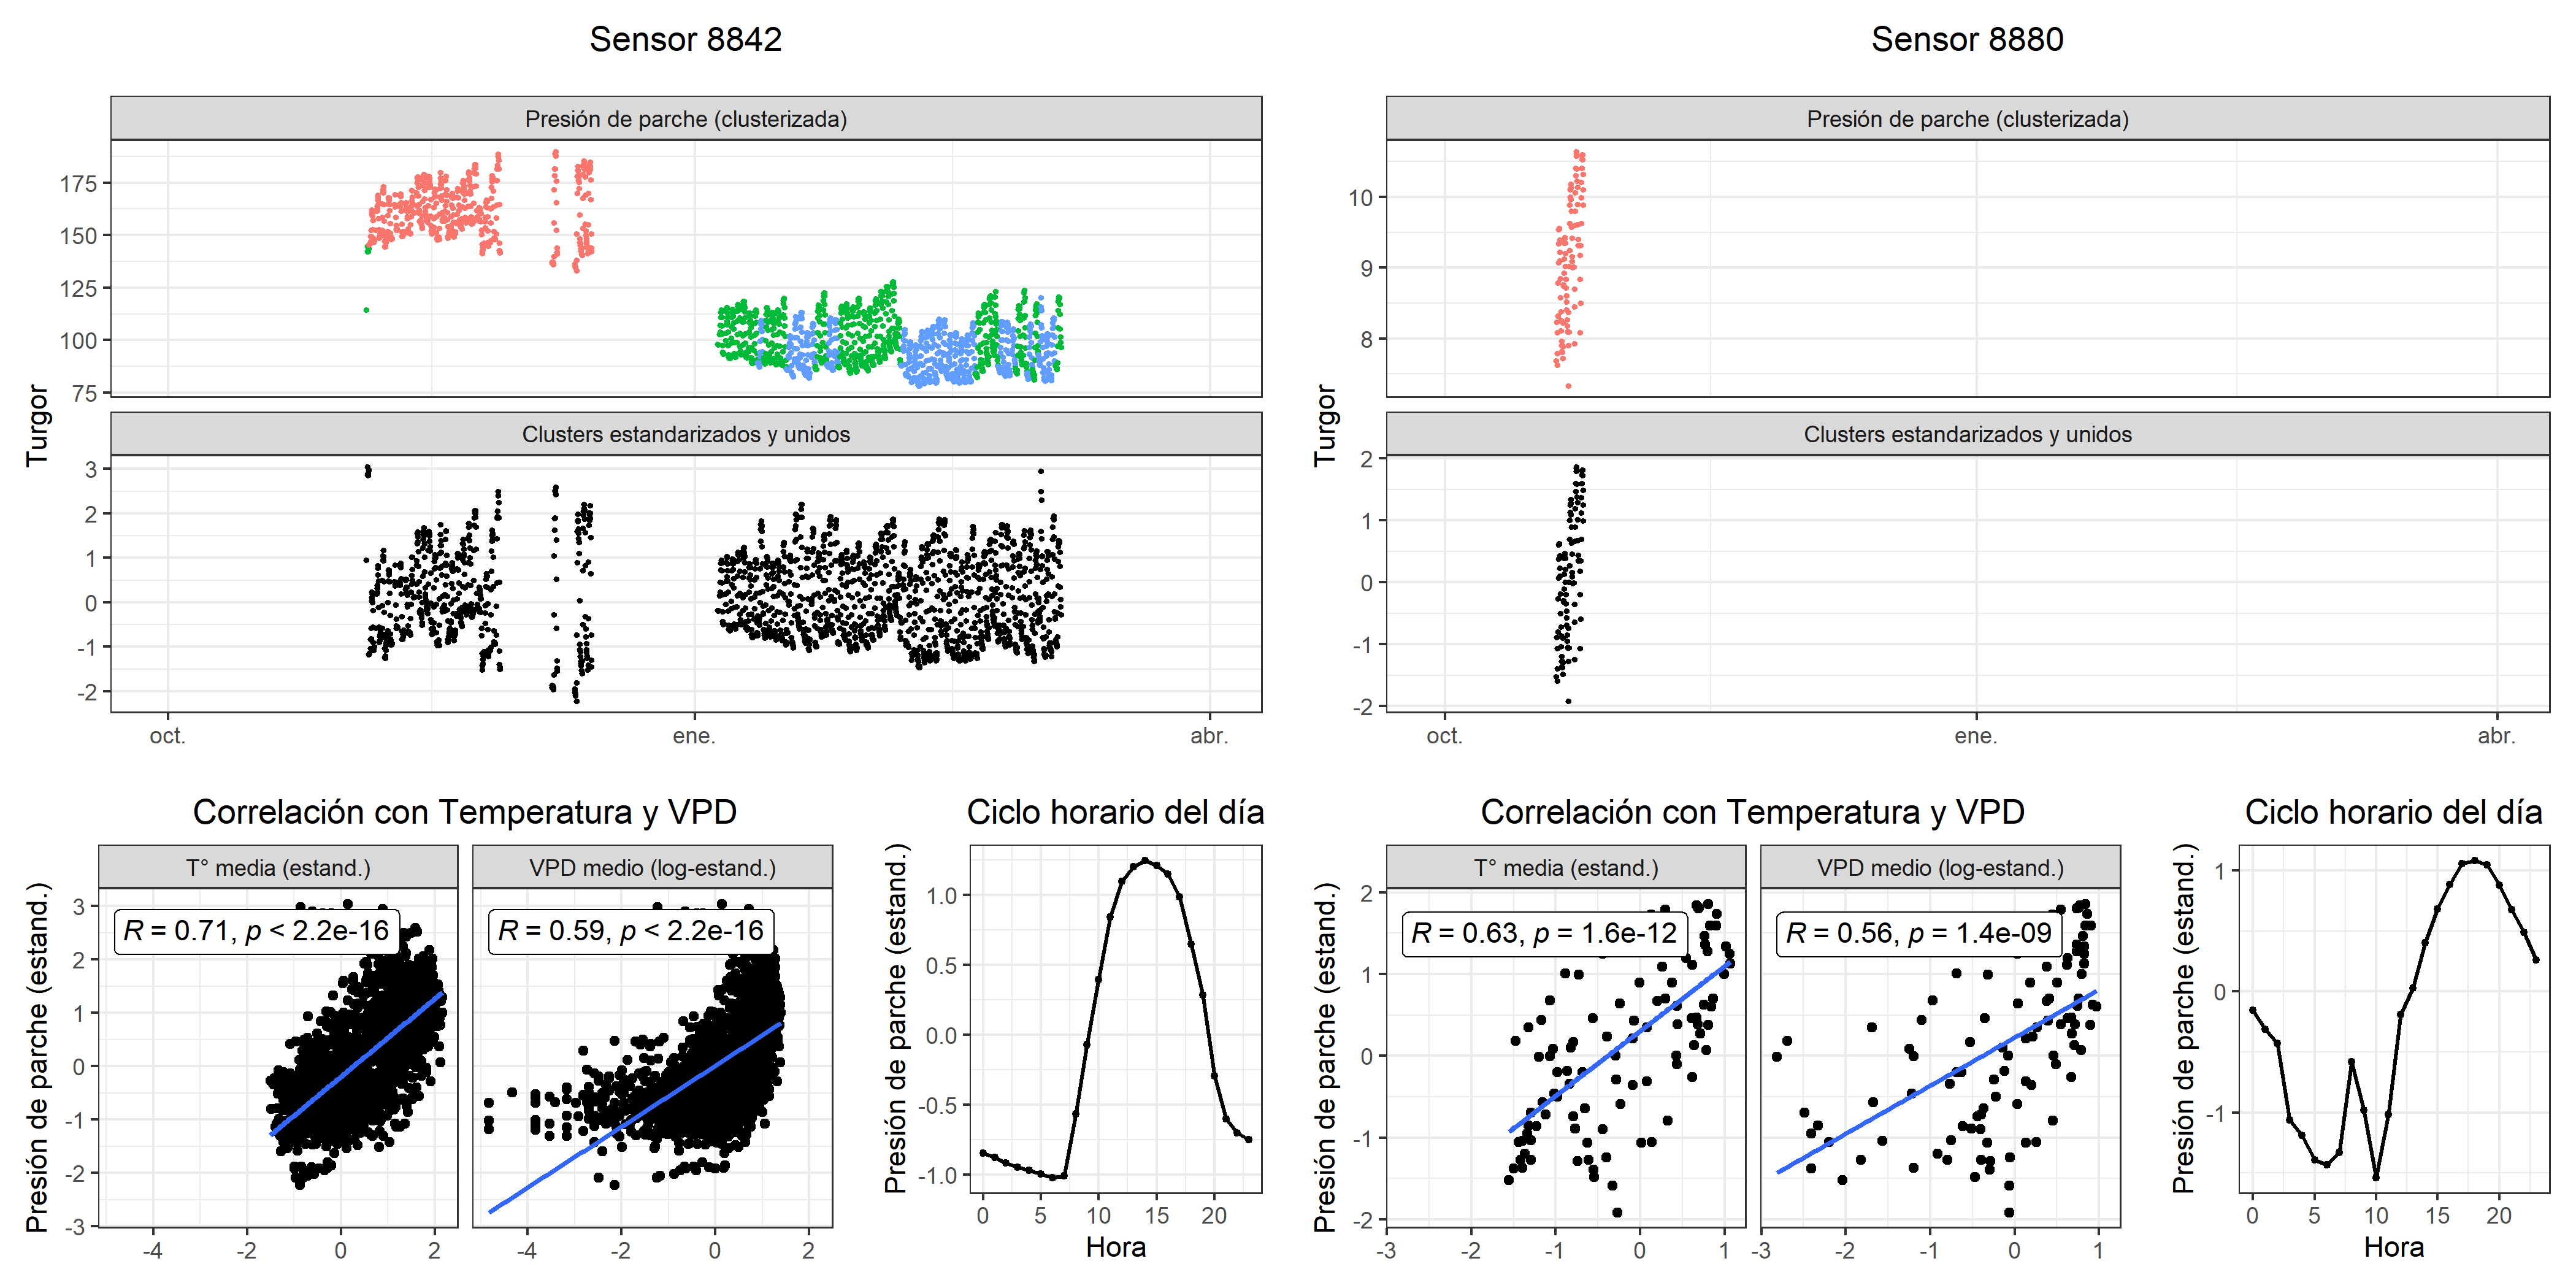 Sensor 8842
Presión de parche (clusterizada)
175
150
125
100
75
Turgor
Clusters estandarizados y unidos
3
2
1
0
-1
-2
oct.
ene.
abr.
Correlación con Temperatura y VPD
T° media (estand.)
VPD medio (log-estand.)
R = 0.71, p < 2.2e-16
R = 0.59, p < 2.2e-16
Presión de parche (estand.)
3
2
1
0
-1
-2
-3
-4
-2
0
2
-4
-2
0
2
Ciclo horario del día
Presión de parche (estand.)
1.0
0.5
0.0
-0.5
-1.0
0
5
10
15
20
Hora
Sensor 8880
Presión de parche (clusterizada)
10
9
8
Turgor
Clusters estandarizados y unidos
2
1
0
-1
-2
oct.
ene.
abr.
Correlación con Temperatura y VPD
T° media (estand.)
VPD medio (log-estand.)
R = 0.63, p = 1.6e-12
R = 0.56, p = 1.4e-09
Presión de parche (estand.)
2
1
0
-1
-2
-3
-2
-1
0
1
-3
-2
-1
0
1
Ciclo horario del día
Presión de parche (estand.)
1
0
-1
0
5
10
15
20
Hora